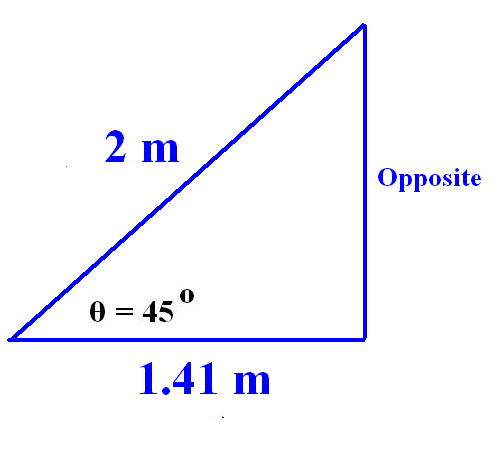 2 m
Opposite
θ = 45°
1.41 m